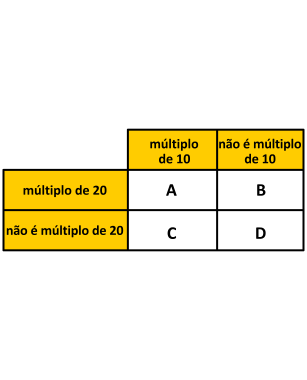 múltiplo
de 10
não é múltiplo
de 10
múltiplo de 20
A
B
não é múltiplo de 20
C
D